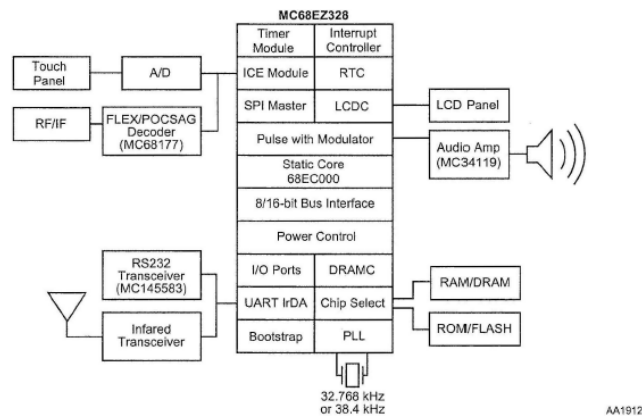 MC68EZ328
Timer
Module
Interrupt
Controller
Touch
Panel
A/D
ICE Module
RTC
RF/IF
FLEX/POCSAG
Decoder
(MC68177)
SPI Master
LCDC
LCD Panel
Pulse with Modulator
Audio Amp
(MC34119)
Static Core
68EC000
8/16-bit Bus Interface
Power Control
RS232
Transceiver
(MC145583)
I/O Ports
DRAMC
RAM/DRAM
Infared
Transceiver
UART IrDA
Chip Select
ROM/FLASH
Bootstrap
PLL
32.768 kHz
or 38.4 kHz
AA1912